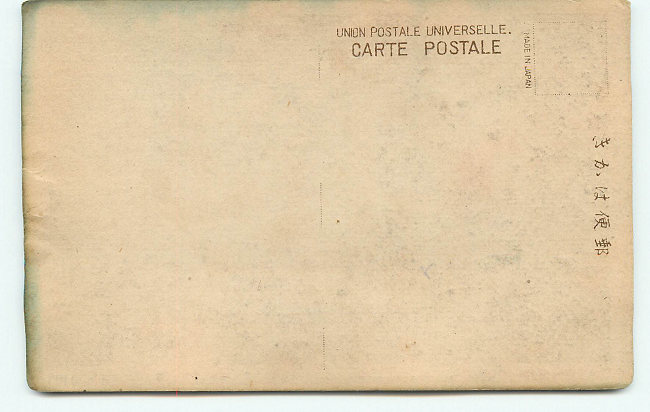 UNION POSTALE UNIVERSELLE.
CARTE POSTALE
MADE IN JAPAN
きかは便郵